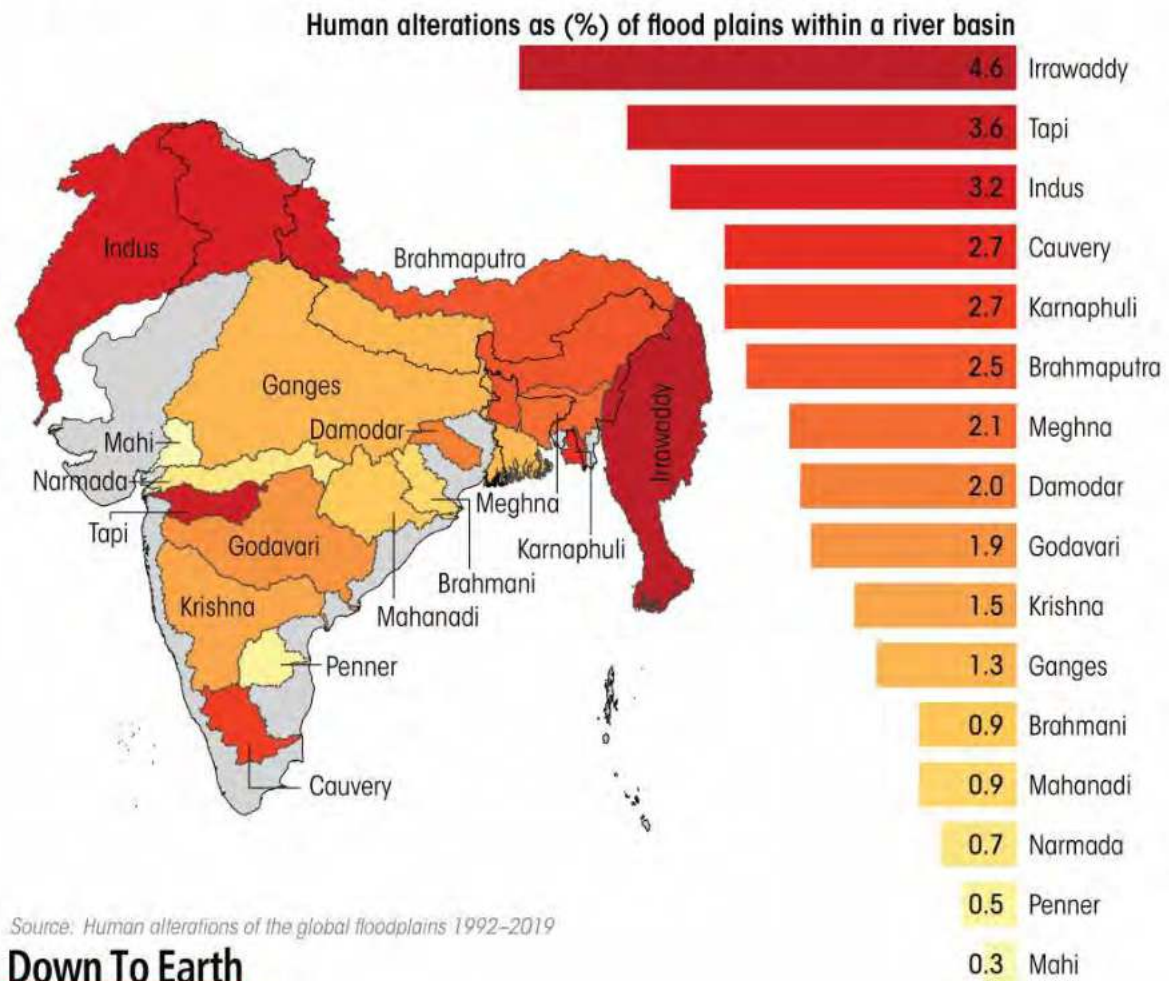 Human alterations as (%) of flood plains within a river basin
4.6 Irrawaddy
3.6 Tapi
3.2 Indus
2.7 Cauvery
2.7 Karnaphuli
2.5 Brahmaputra
2.1 Meghna
2.0 Damodar
1.9 Godavari
1.5 Krishna
1.3 Ganges
0.9 Brahmani
0.9 Mahanadi
0.7 Narmada
0.5 Penner
0.3 Mahi
Indus
Brahmaputra
Ganges
Irrawaddy
Damodar
Mahi
Narmada
Meghna
Tapi
Godavari
Karnaphuli
Brahmani
Krishna
Mahanadi
Penner
Cauvery
Source: Human alterations of the global floodplains 1992–2019
Down To Earth